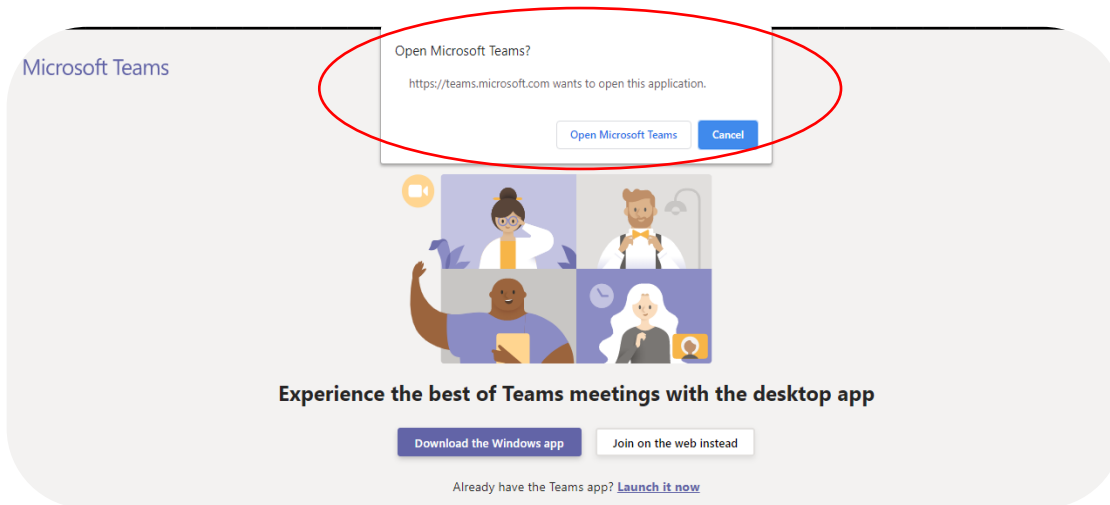 Open Microsoft Teams?
Microsoft Teams
https://teams.microsoft.com wants to open this application.
Open Microsoft Teams
Cancel
Experience the best of Teams meetings with the desktop app
Download the Windows app
Join on the web instead
Already have the Teams app? Launch it now